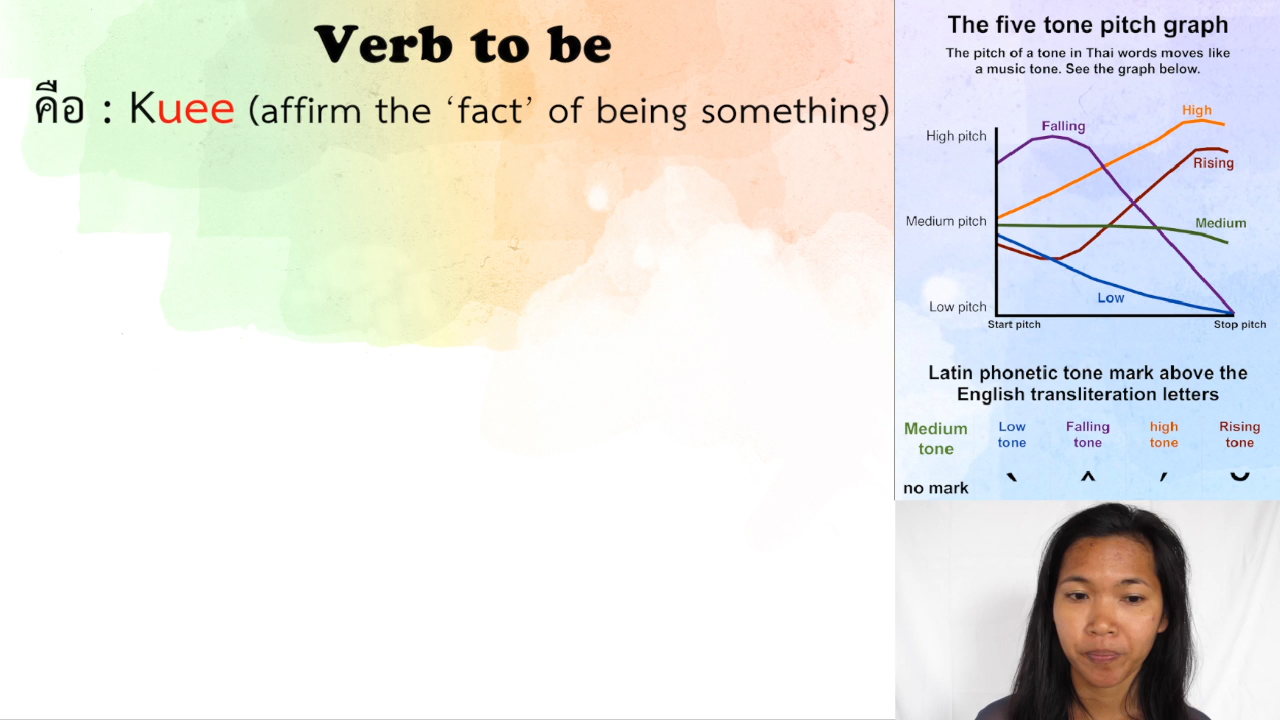 Verb to be
คือ : Kuee (affirm the ‘fact’ of being something)
The five tone pitch graph
The pitch of a tone in Thai words moves like
a music tone. See the graph below.
High
Falling
High pitch
Rising
Medium pitch
Medium
Low
Low pitch
Start pitch
Stop pitch
Latin phonetic tone mark above the
English transliteration letters
Medium
tone
Low
tone
Falling
tone
high
tone
Rising
tone
no mark